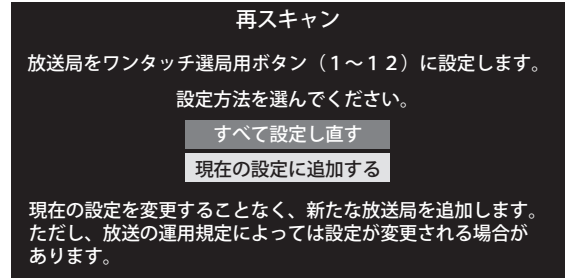 再スキャン
放送局をワンタッチ選局用ボタン（１～１２）に設定します。
設定方法を選んでください。
すべて設定し直す
現在の設定に追加する
現在の設定を変更することなく、新たな放送局を追加します。
ただし、放送の運用規定によっては設定が変更される場合が
あります。